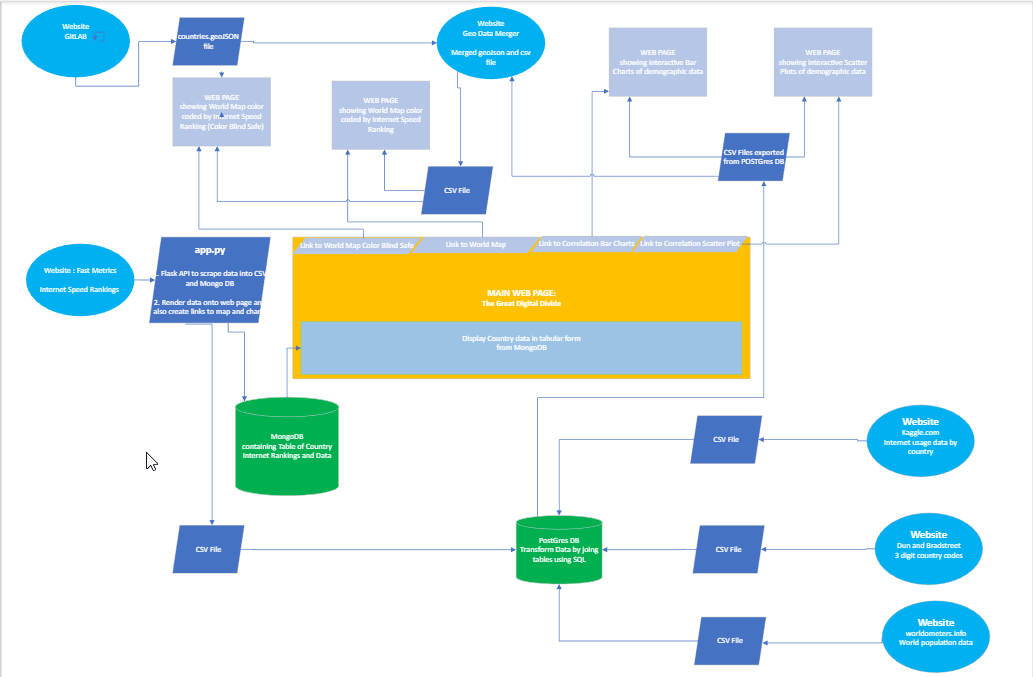 Website
GitLAB
countries.geoJSON
file
Website
Geo Data Merger
Merged geoJson and csv
file
WEB PAGE
showing Interactive Bar
Charts of demographic data
WEB PAGE
showing Interactive Scatter
Plots of demographic data
WEB PAGE
showing World Map color
coded by Internet Speed
Ranking (Color Blind Safe)
WEB PAGE
showing World Map color
coded by Internet Speed
Ranking
CSV File
CSV Files exported
from POSTGres DB
Link to World Map Color Blind Safe
Link to World Map
Link to Correlation Bar Charts
Link to Correlation Scatter Plot
Website : Fast Metrics
Internet Speed Rankings
app.py
. Flask API to scrape data into CSV
and Mongo DB
2. Render data onto web page an
also create links to map and char
MAIN WEB PAGE:
The Great Digital Divide
Display Country data in tabular form
from MongoDB
MongoDB
containing Table of Country
Internet Rankings and Data
CSV File
Website
Kaggle.com
Internet usage data by
country
CSV File
PostGres DB
Transform Data by joing
tables using SQL
CSV File
Website
Dun and Bradstreet
3 digit country codes
CSV File
Website
worldometers.info
World population data